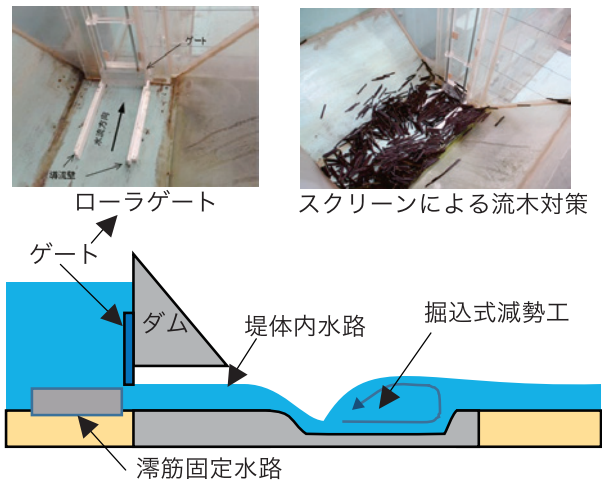 ゲート
水流方向
導流壁
ローラゲート
スクリーンによる流木対策
ゲート
ダム
堤体内水路
掘込式減勢工
澪筋固定水路